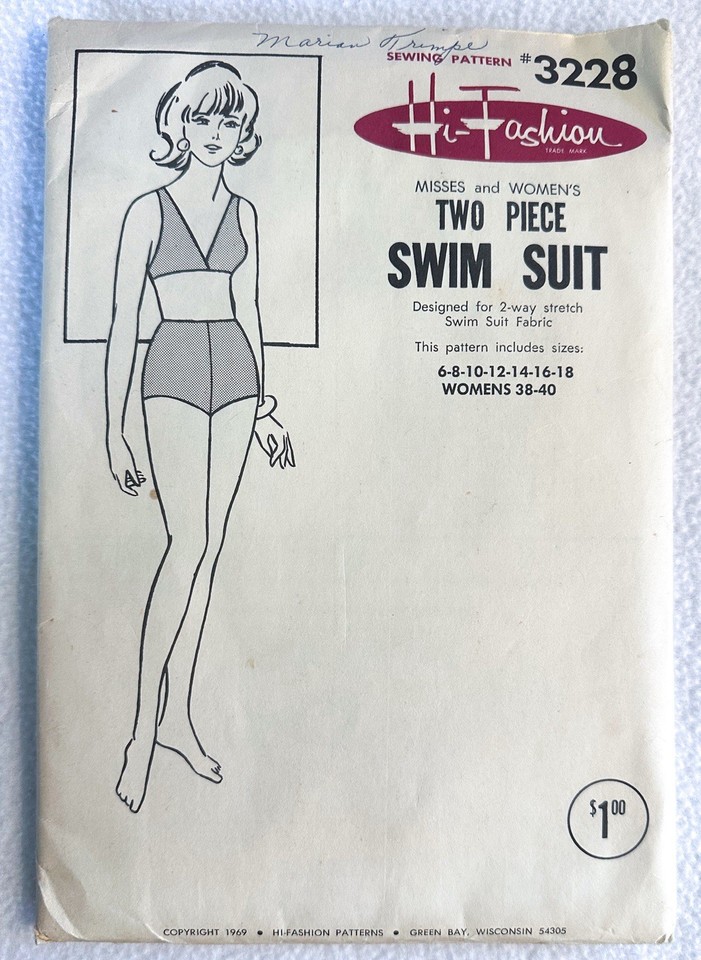 Marian Krimpe
SEWING PATTERN #3228
Hi-Fashion
TRADE MARK
MISSES and WOMEN'S
TWO PIECE
SWIM SUIT
Designed for 2-way stretch
Swim Suit Fabric
This pattern includes sizes:
6-8-10-12-14-16-18
WOMENS 38-40
$1.00
COPYRIGHT 1969 • HI-FASHION PATTERNS • GREEN BAY, WISCONSIN 54305